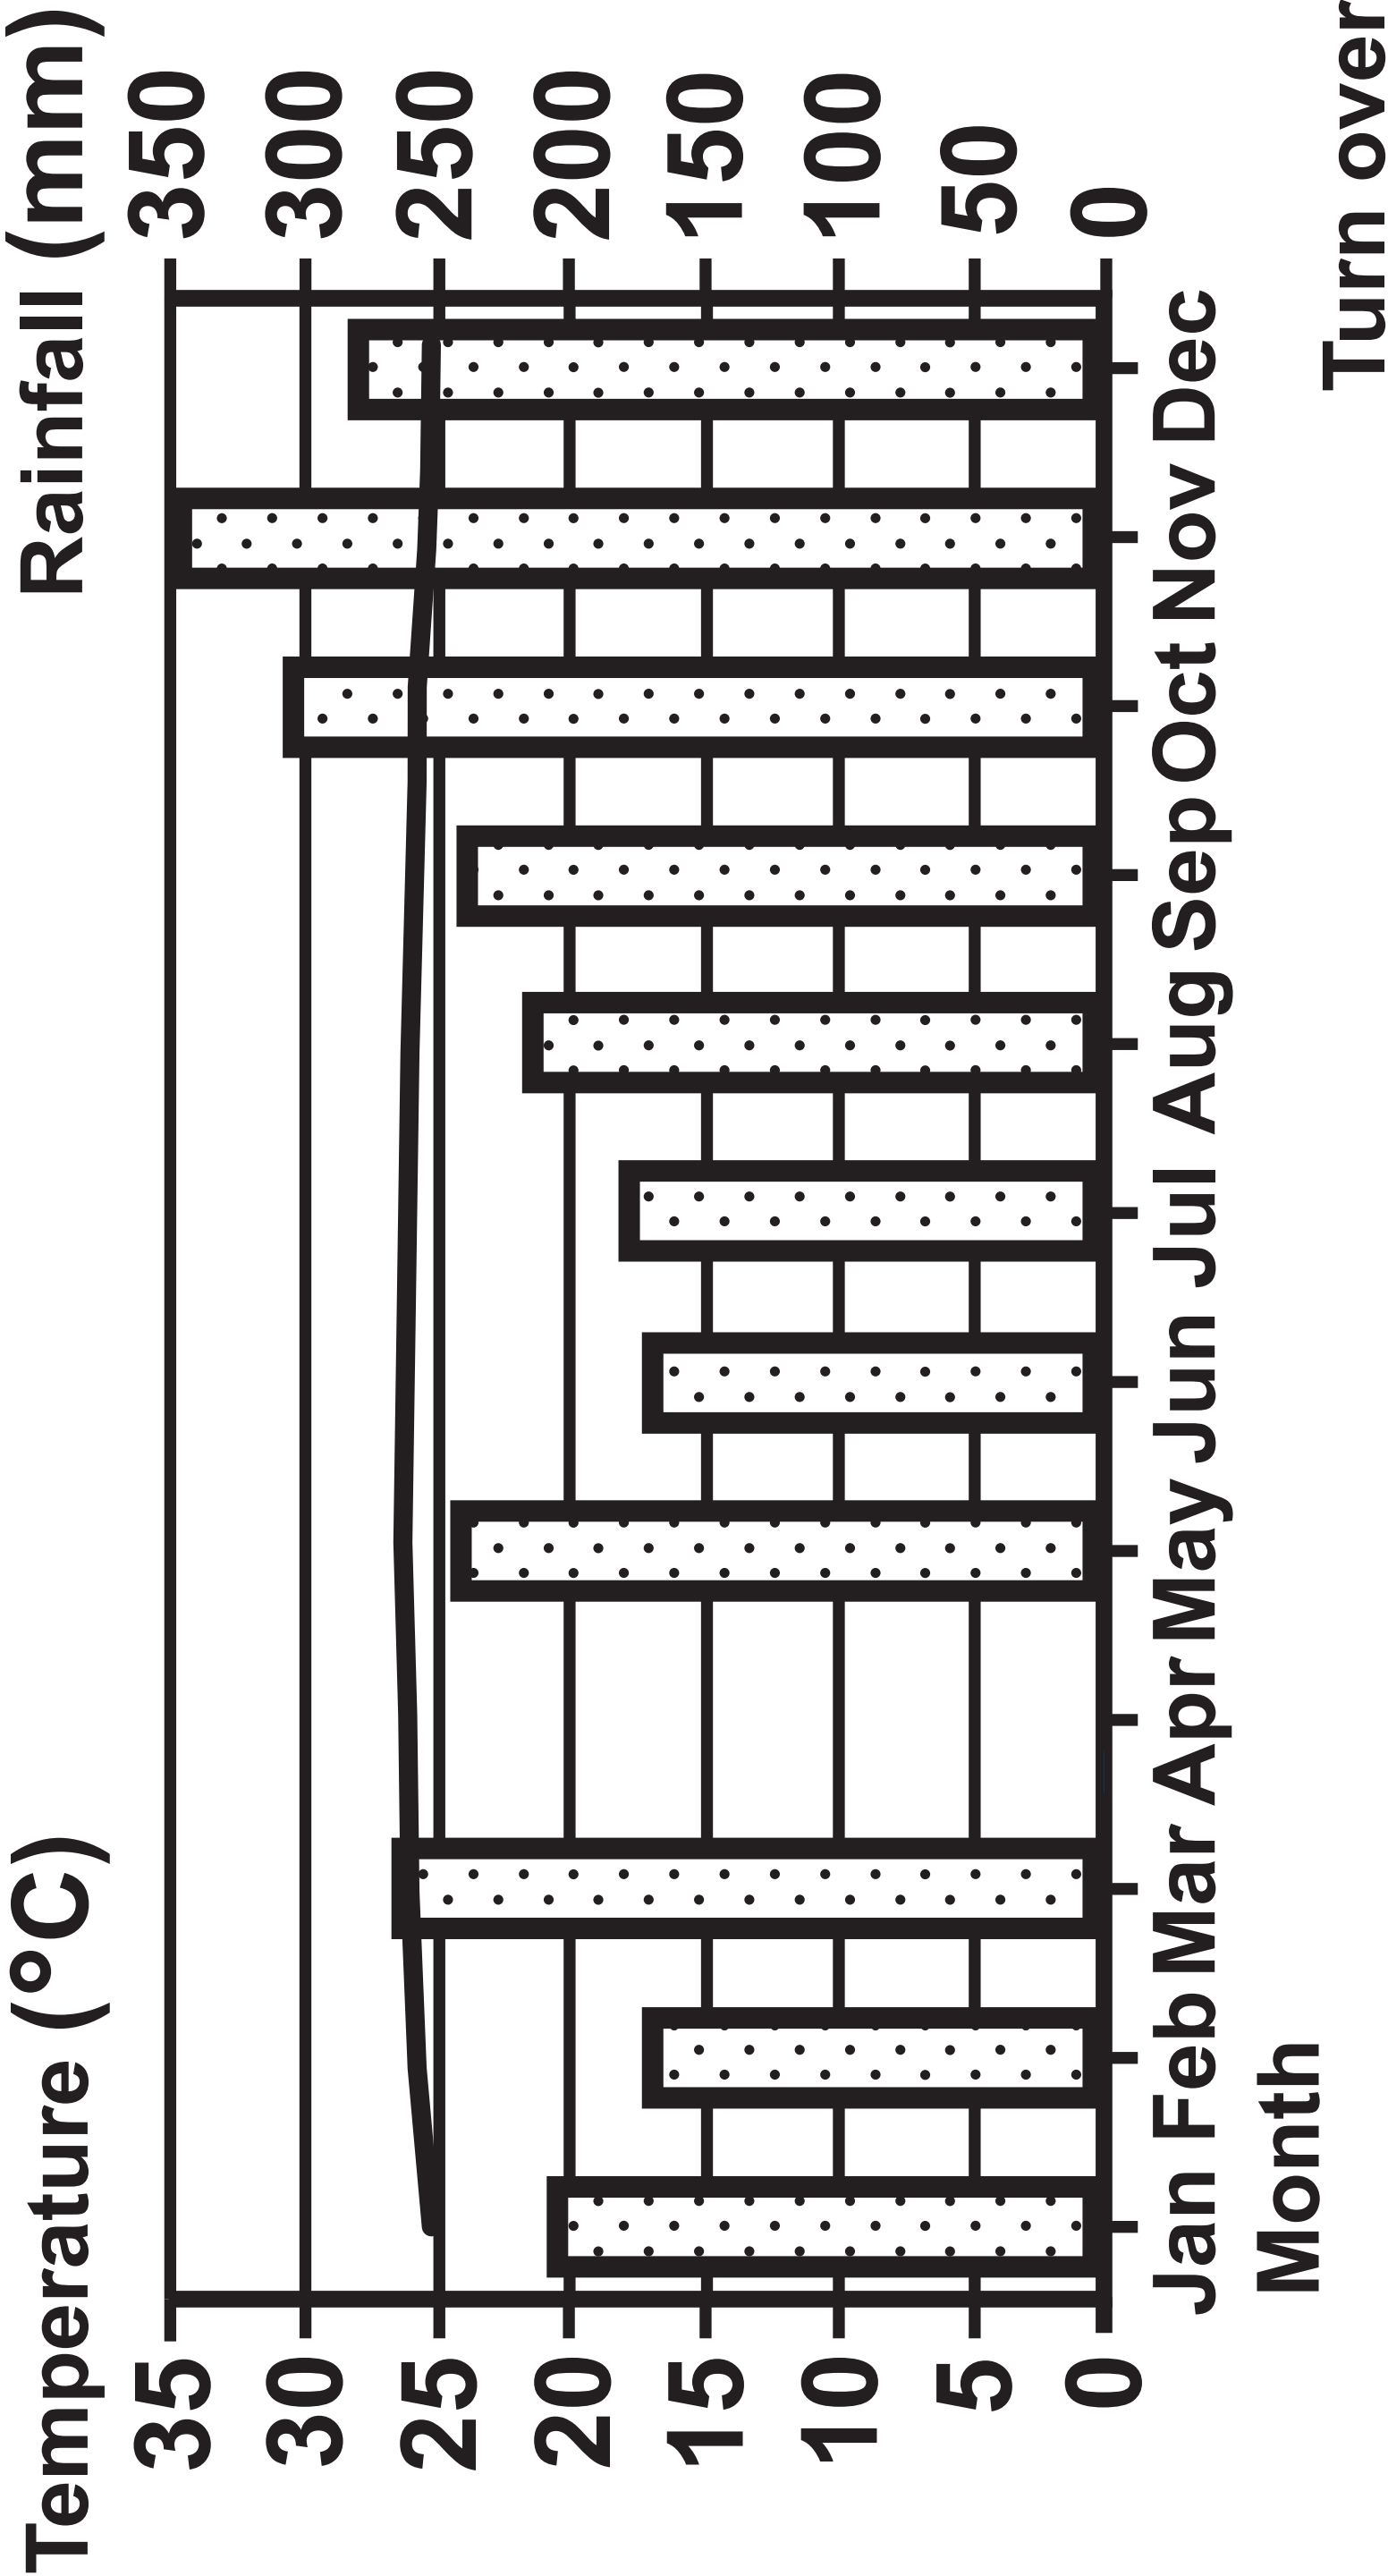 Temperature (°C) Rainfall (mm)
35 350
30 300
25 250
20 200
15 150
10 100
5 50
0 0
Jan Feb Mar Apr May Jun Jul Aug Sep Oct Nov Dec
Month
Turn over